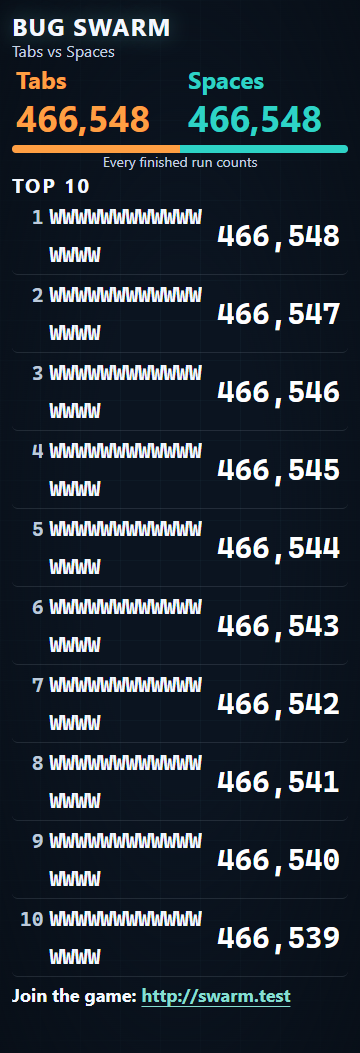 BUG SWARM
Tabs vs Spaces
Tabs Spaces
466,548 466,548
Every finished run counts
TOP 10
1 WWWWWWWWWWWW 466,548
WWWW
2 WWWWWWWWWWWW 466,547
WWWW
3 WWWWWWWWWWWW 466,546
WWWW
4 WWWWWWWWWWWW 466,545
WWWW
5 WWWWWWWWWWWW 466,544
WWWW
6 WWWWWWWWWWWW 466,543
WWWW
7 WWWWWWWWWWWW 466,542
WWWW
8 WWWWWWWWWWWW 466,541
WWWW
9 WWWWWWWWWWWW 466,540
WWWW
10 WWWWWWWWWWWW 466,539
WWWW
Join the game: http://swarm.test